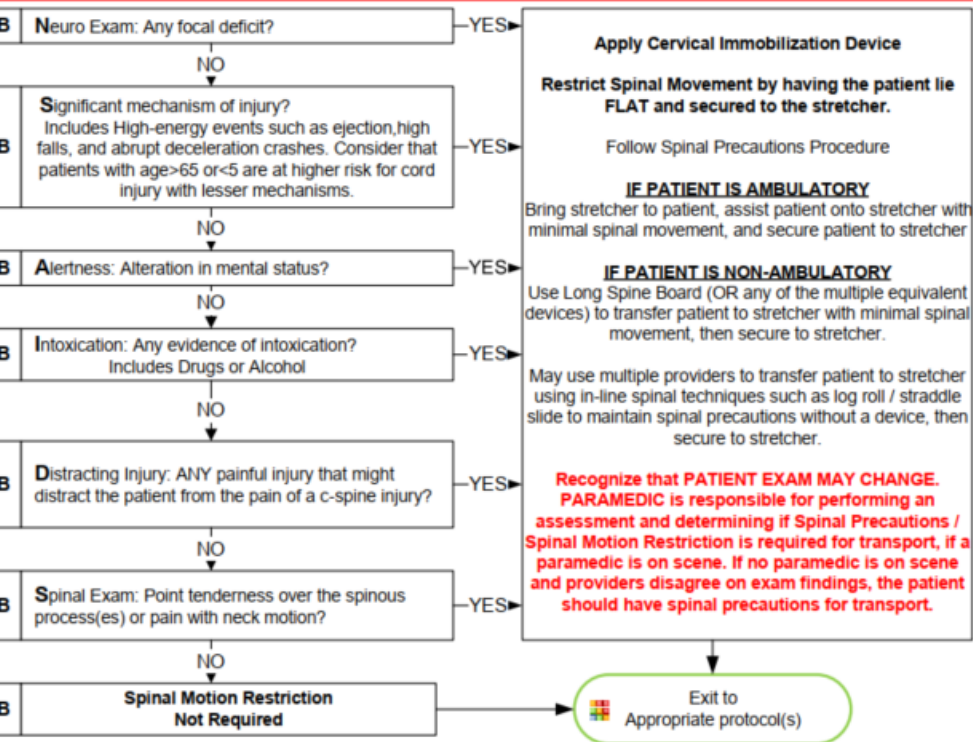 B
Neuro Exam: Any focal deficit?
YES
NO
B
Significant mechanism of injury?
Includes High-energy events such as ejection,high
falls, and abrupt deceleration crashes. Consider that
patients with age>65 or<5 are at higher risk for cord
injury with lesser mechanisms.
YES
NO
B
Alertness: Alteration in mental status?
YES
NO
B
Intoxication: Any evidence of intoxication?
Includes Drugs or Alcohol
YES
NO
B
Distracting Injury: ANY painful injury that might
distract the patient from the pain of a c-spine injury?
YES
NO
B
Spinal Exam: Point tenderness over the spinous
process(es) or pain with neck motion?
YES
NO
B
Spinal Motion Restriction
Not Required
Apply Cervical Immobilization Device
Restrict Spinal Movement by having the patient lie
FLAT and secured to the stretcher.
Follow Spinal Precautions Procedure
IF PATIENT IS AMBULATORY
Bring stretcher to patient, assist patient onto stretcher with
minimal spinal movement, and secure patient to stretcher
IF PATIENT IS NON-AMBULATORY
Use Long Spine Board (OR any of the multiple equivalent
devices) to transfer patient to stretcher with minimal spinal
movement, then secure to stretcher.
May use multiple providers to transfer patient to stretcher
using in-line spinal techniques such as log roll / straddle
slide to maintain spinal precautions without a device, then
secure to stretcher.
Recognize that PATIENT EXAM MAY CHANGE.
PARAMEDIC is responsible for performing an
assessment and determining if Spinal Precautions /
Spinal Motion Restriction is required for transport, if a
paramedic is on scene. If no paramedic is on scene
and providers disagree on exam findings, the patient
should have spinal precautions for transport.
Exit to
Appropriate protocol(s)